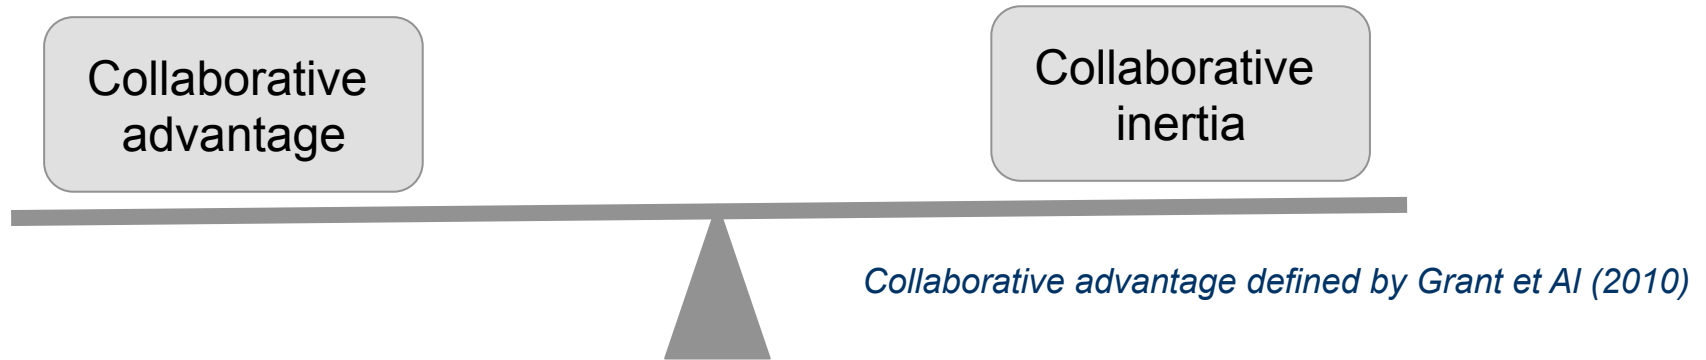 Collaborative
advantage
Collaborative
inertia
Collaborative advantage defined by Grant et Al (2010)